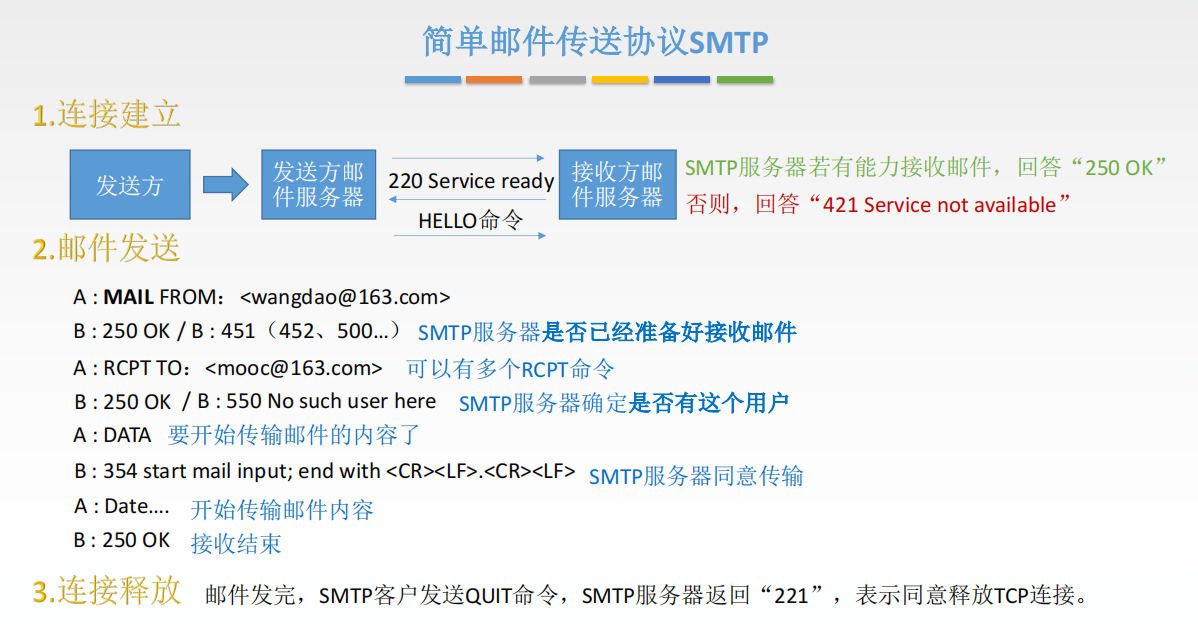 简单邮件传送协议SMTP
1.连接建立
发送方
发送方邮
件服务器
220 Service ready
HELLO命令
接收方邮
件服务器
SMTP服务器若有能力接收邮件，回答“250 OK”
否则，回答“421 Service not available”
2.邮件发送
A : MAIL FROM：<wangdao@163.com>
B : 250 OK / B : 451（452、500...） SMTP服务器是否已经准备好接收邮件
A : RCPT TO：<mooc@163.com> 可以有多个RCPT命令
B : 250 OK / B : 550 No such user here SMTP服务器确定是否有这个用户
A : DATA 要开始传输邮件的内容了
B : 354 start mail input; end with <CR><LF>.<CR><LF> SMTP服务器同意传输
A : Date.... 开始传输邮件内容
B : 250 OK 接收结束
3.连接释放 邮件发完，SMTP客户发送QUIT命令，SMTP服务器返回“221”，表示同意释放TCP连接。